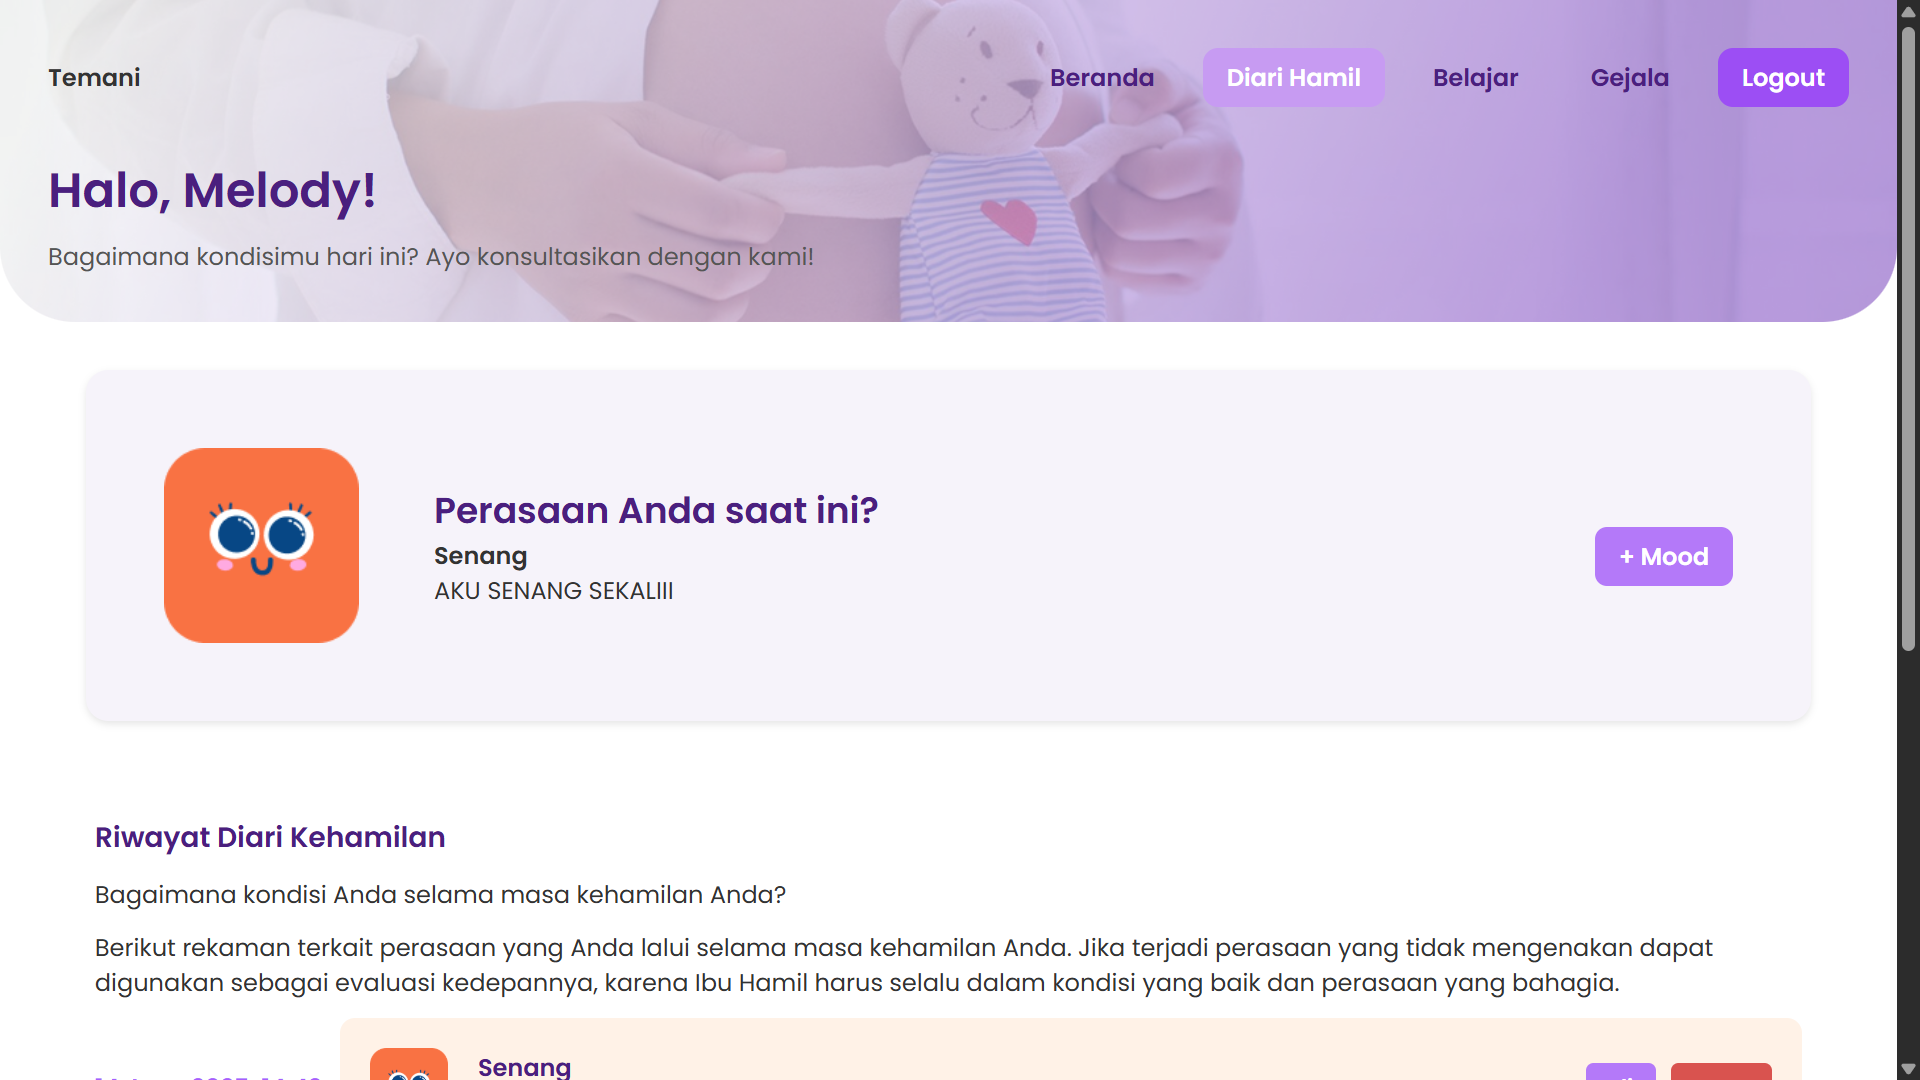 Temani
Beranda
Diari Hamil
Belajar
Gejala
Logout
Halo, Melody!
Bagaimana kondisimu hari ini? Ayo konsultasikan dengan kami!
Perasaan Anda saat ini?
Senang
AKU SENANG SEKALIII
+ Mood
Riwayat Diari Kehamilan
Bagaimana kondisi Anda selama masa kehamilan Anda?
Berikut rekaman terkait perasaan yang Anda lalui selama masa kehamilan Anda. Jika terjadi perasaan yang tidak mengenakan dapat
digunakan sebagai evaluasi kedepannya, karena Ibu Hamil harus selalu dalam kondisi yang baik dan perasaan yang bahagia.
Senang